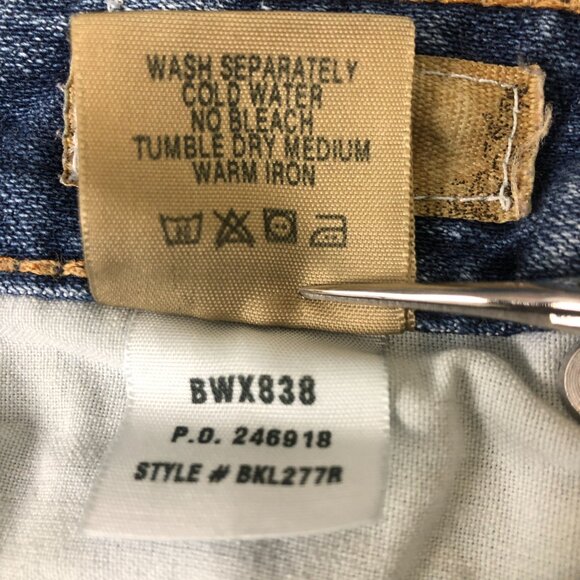 WASH SEPARATELY
COLD WATER
NO BLEACH
TUMBLE DRY MEDIUM
WARM IRON
BWX838
P.O. 246918
STYLE # BKL277R